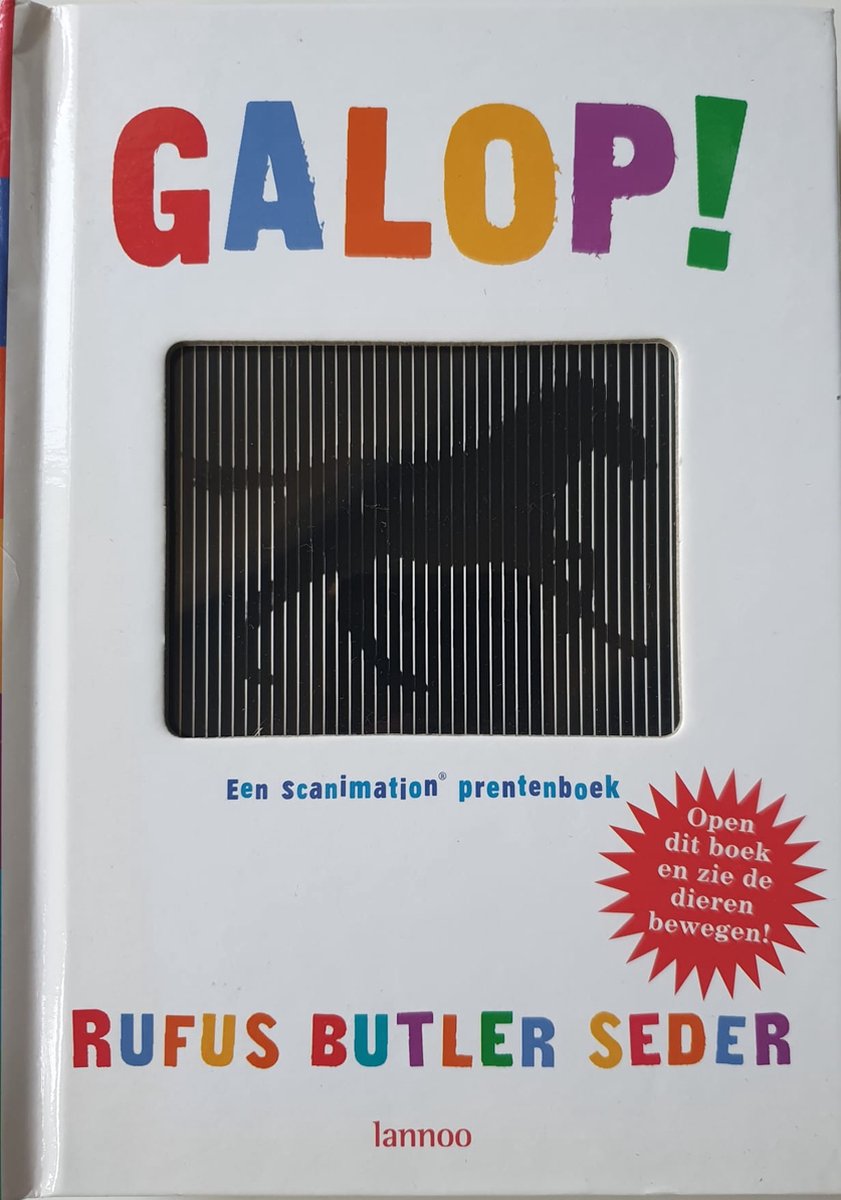 GALOP!
Een scanimation® prentenboek
Open
dit boek
en zie de
dieren
bewegen!
RUFUS BUTLER SEDER
lannoo